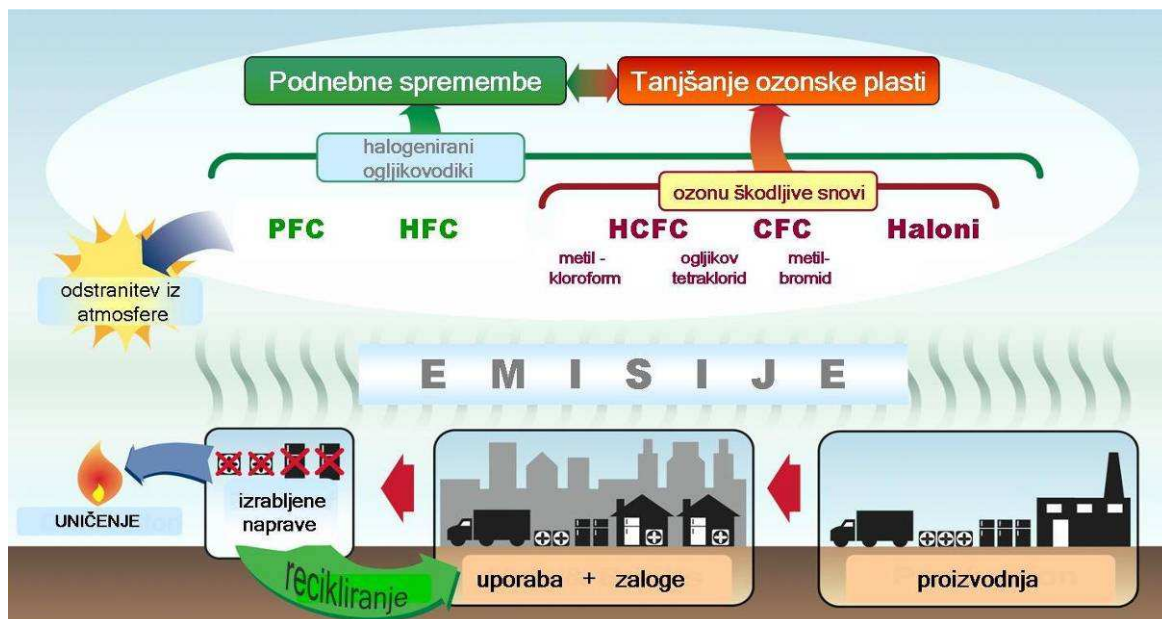 Podnebne spremembe
Tanjšanje ozonske plasti
halogenirani
ogljikovodiki
ozonu škodljive snovi
PFC
HFC
HCFC
CFC
Haloni
metil -
kloroform
ogljikov
tetraklorid
metil-
bromid
odstranitev iz
atmosfere
E M I S I J E
UNIČENJE
izrabljene
naprave
recikliranje
uporaba + zaloge
proizvodnja